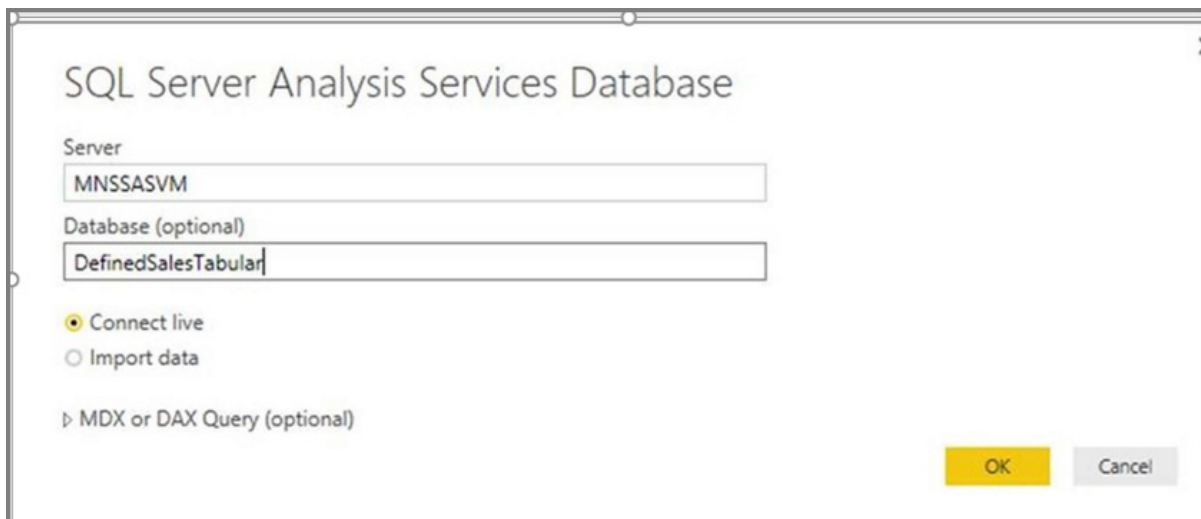 SQL Server Analysis Services Database
Server
MNSSASVM
Database (optional)
DefinedSalesTabular
Connect live
Import data
MDX or DAX Query (optional)
OK Cancel